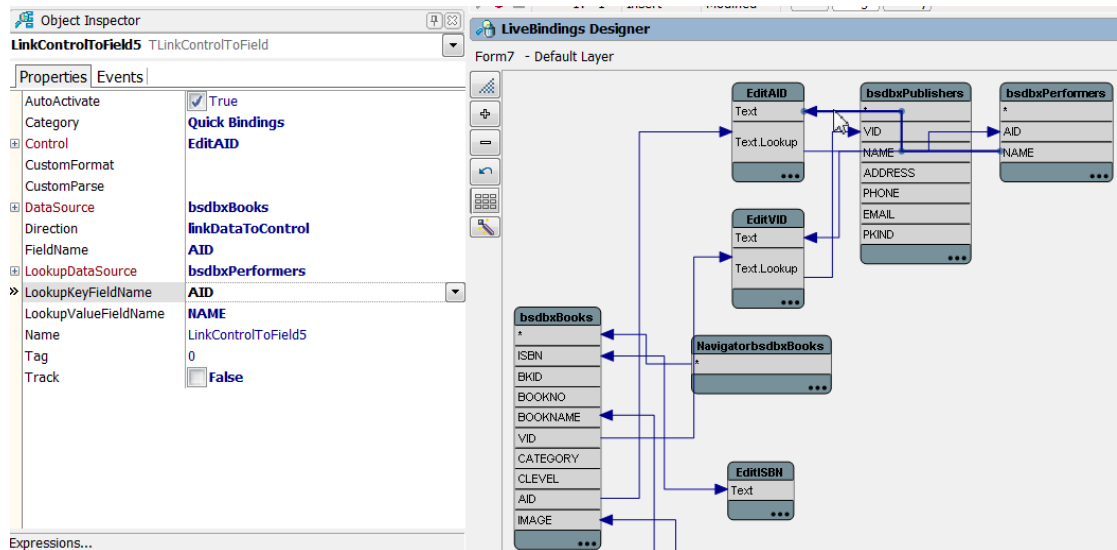 Object Inspector
LinkControlToField5 TLinkControlToField
Properties Events
AutoActivate True
Category Quick Bindings
Control EditAID
CustomFormat
CustomParse
DataSource bsdbxBooks
Direction linkDataToControl
FieldName AID
LookupDataSource bsdbxPerformers
LookupKeyFieldName AID
LookupValueFieldName NAME
Name LinkControlToField5
Tag 0
Track False
Expressions...
LiveBindings Designer
Form7 - Default Layer
EditAID
Text
Text.Lookup
bsdbxPublishers
*
VID
NAME
ADDRESS
PHONE
EMAIL
PKIND
bsdbxPerformers
*
AID
NAME
EditVID
Text
Text.Lookup
bsdbxBooks
*
ISBN
BKID
BOOKNO
BOOKNAME
VID
CATEGORY
CLEVEL
AID
IMAGE
NavigatorbsdbxBooks
*
EditISBN
Text